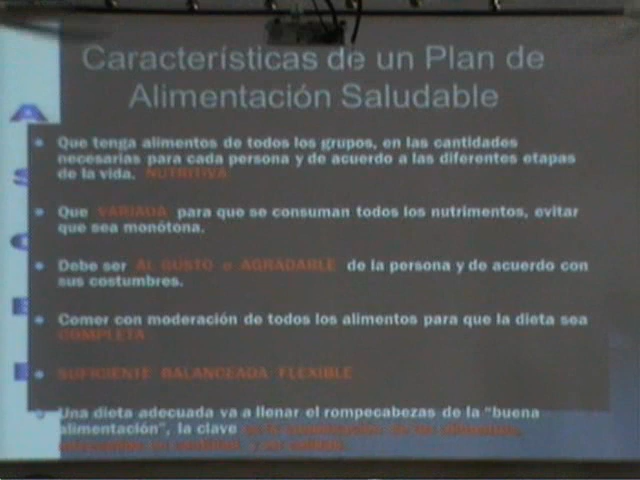 Características de un Plan de
Alimentación Saludable
Que tenga alimentos de todos los grupos, en las cantidades
necesarias para cada persona y de acuerdo a las diferentes etapas
de la vida. NUTRITIVA
Que VARIADA para que se consuman todos los nutrimentos, evitar
que sea monótona.
Debe ser AL GUSTO o AGRADABLE de la persona y de acuerdo con
sus costumbres.
Comer con moderación de todos los alimentos para que la dieta sea
COMPLETA
SUFICIENTE BALANCEADA FLEXIBLE
Una dieta adecuada va a llenar el rompecabezas de la "buena
alimentación", la clave